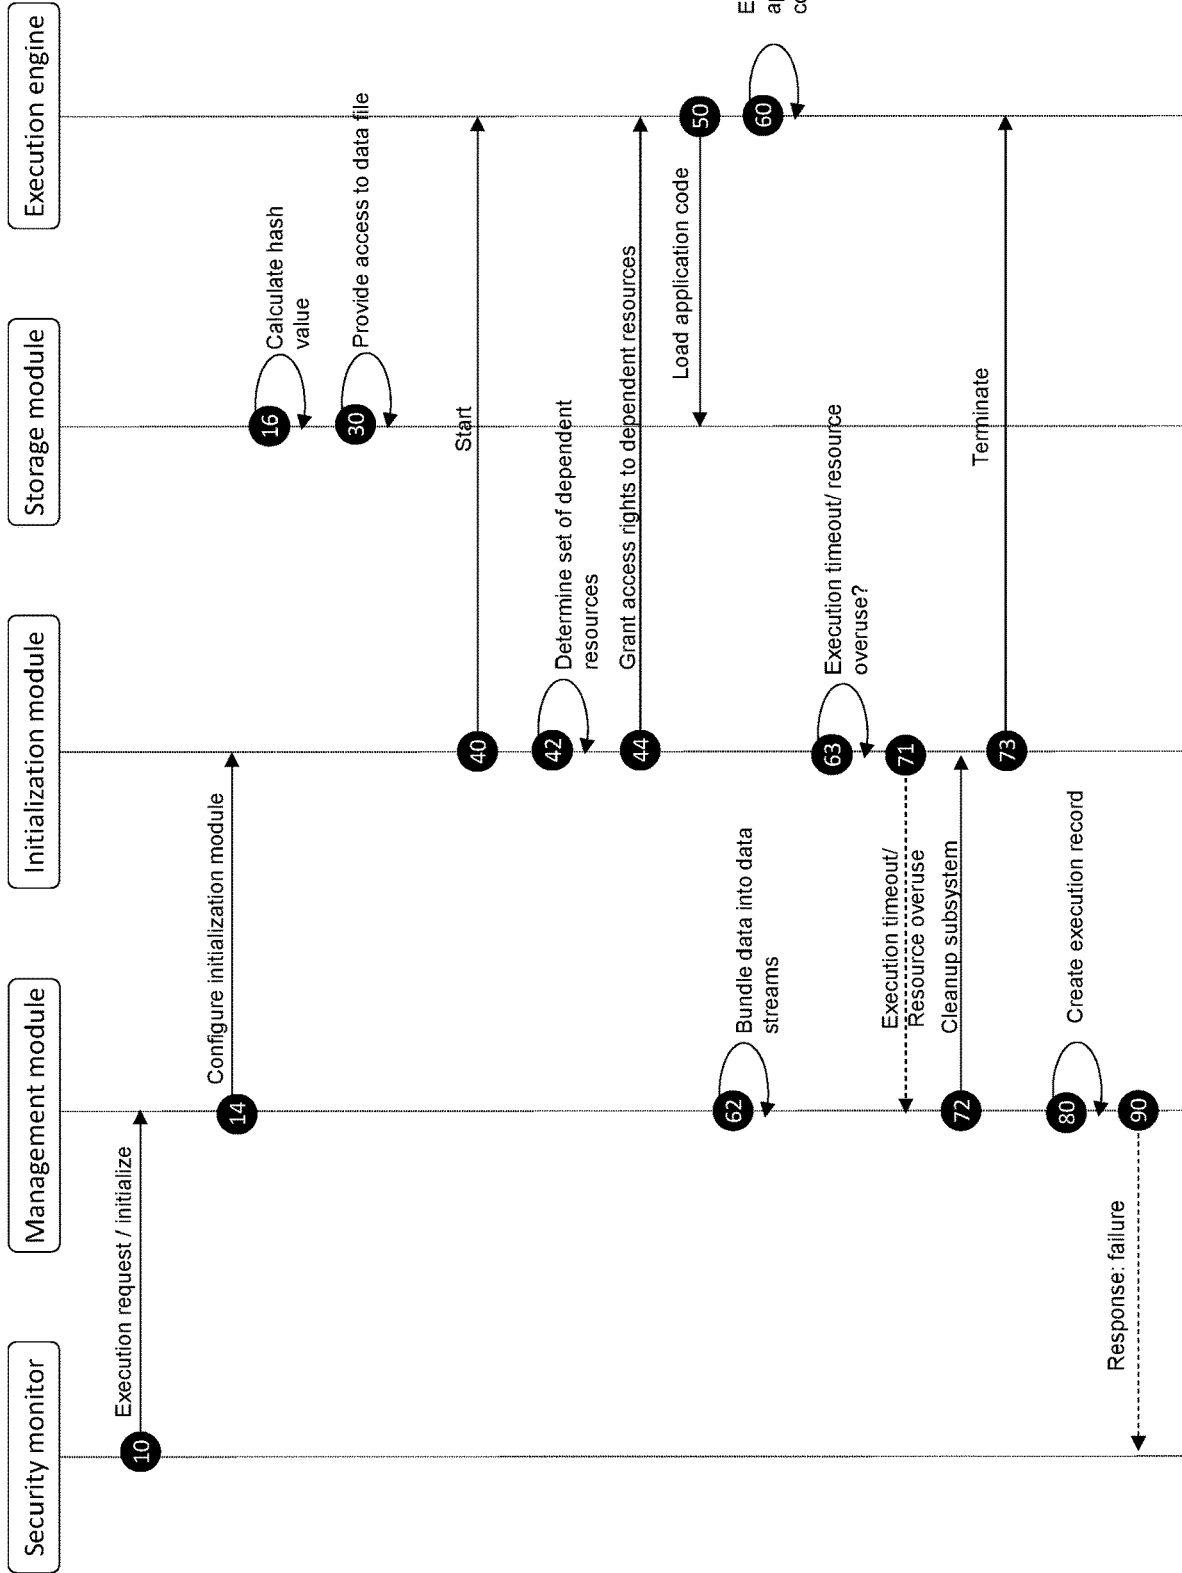 Security monitor
Management module
Initialization module
Storage module
Execution engine
10
Execution request / initialize
14
Configure initialization module
16
Calculate hash
value
30
Provide access to data file
40
Start
42
Determine set of dependent
resources
44
Grant access rights to dependent resources
50
Load application code
60
62
Bundle data into data
streams
63
Execution timeout/ resource
overuse?
71
Execution timeout/
Resource overuse
72
Cleanup subsystem
73
Terminate
80
Create execution record
90
Response: failure